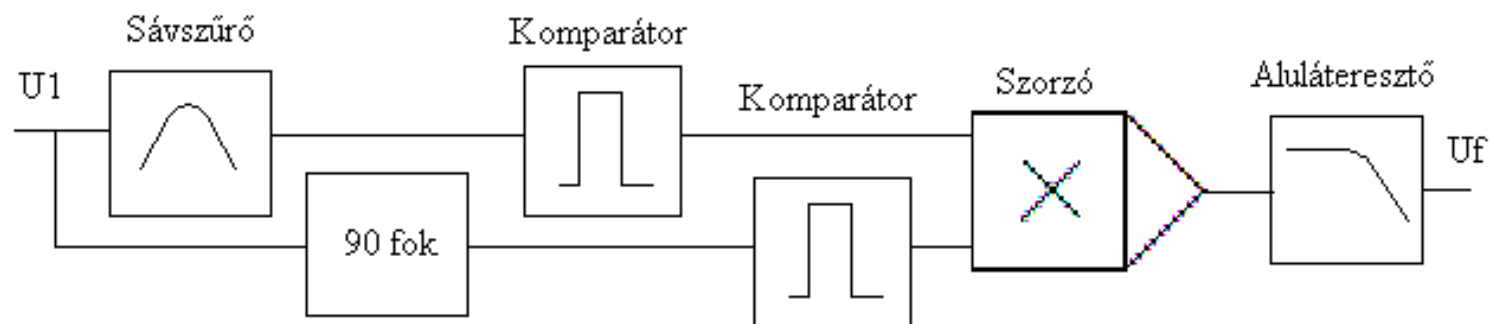 Sávszűrő
Komparátor
U1
Komparátor
Szorzó
Aluláteresztő
Uf
90 fok